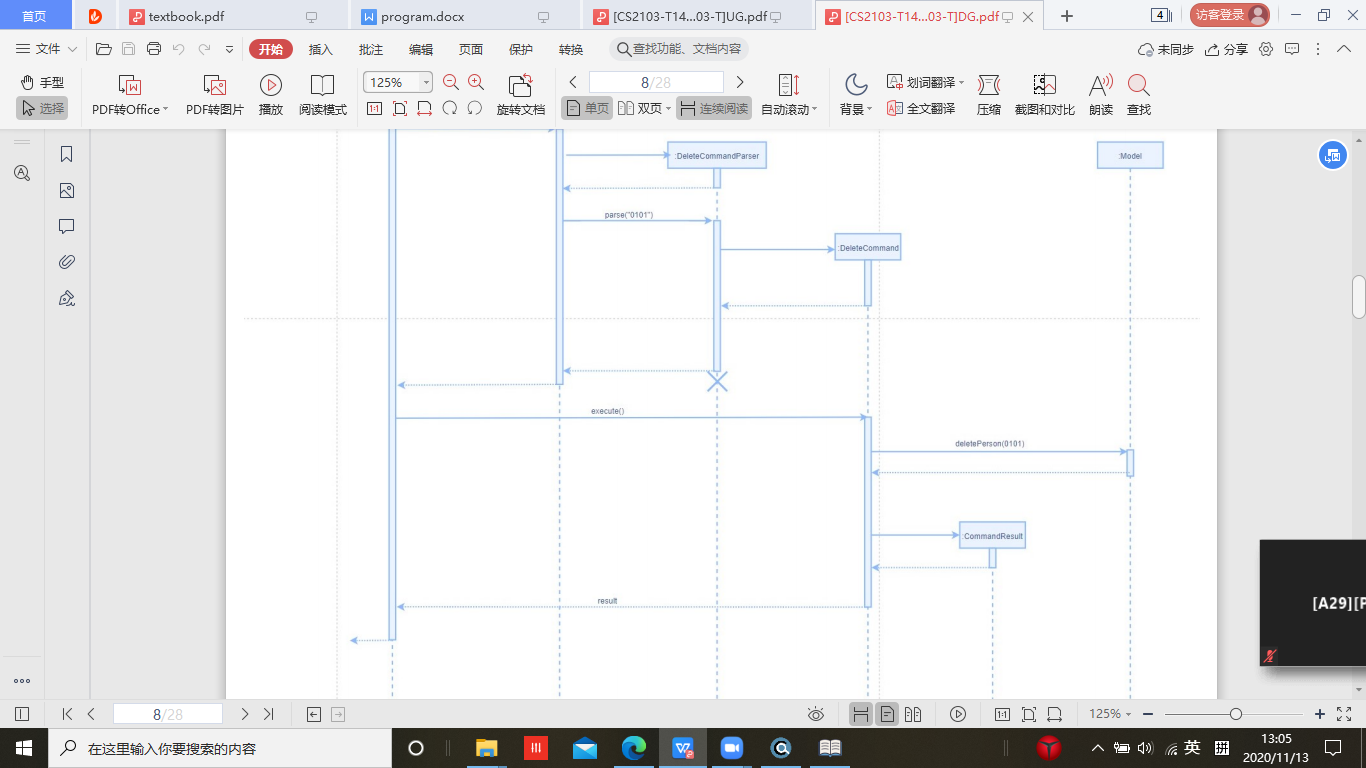 首页
textbook.pdf
program.docx
[CS2103-T14...03-T]UG.pdf
[CS2103-T14...03-T]DG.pdf
4
访客登录
文件
开始
插入
批注
编辑
页面
保护
转换
查找功能、文档内容
未同步
分享
手型
选择
PDF转Office
PDF转图片
播放
阅读模式
125%
1:1
旋转文档
8/28
单页
双页
连续阅读
自动滚动
背景
划词翻译
全文翻译
压缩
截图和对比
朗读
查找
:DeleteCommandParser
:Model
parse("0101")
:DeleteCommand
execute()
deletePerson(0101)
:CommandResult
result
[A29][P
8/28
1:1
125%
在这里输入你要搜索的内容
英
拼
13:05
2020/11/13